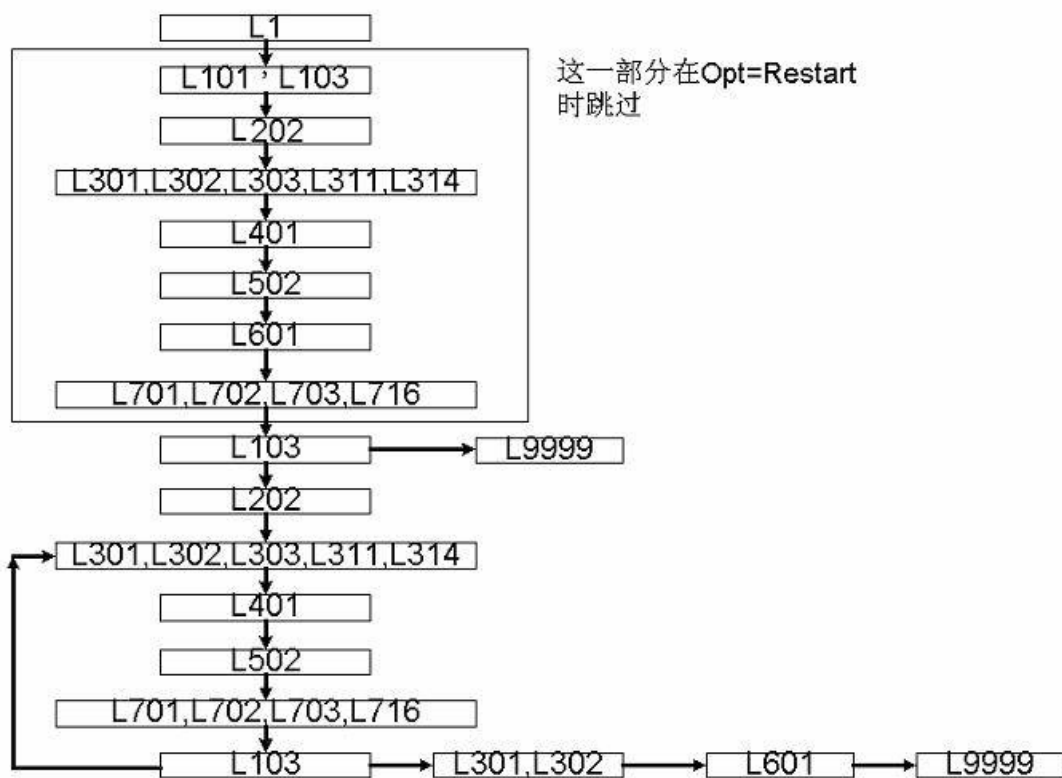 L1
L101，L103
这一部分在Opt=Restart
时跳过
L202
L301,L302,L303,L311,L314
L401
L502
L601
L701,L702,L703,L716
L103
L9999
L202
L301,L302,L303,L311,L314
L401
L502
L701,L702,L703,L716
L103
L301,L302
L601
L9999